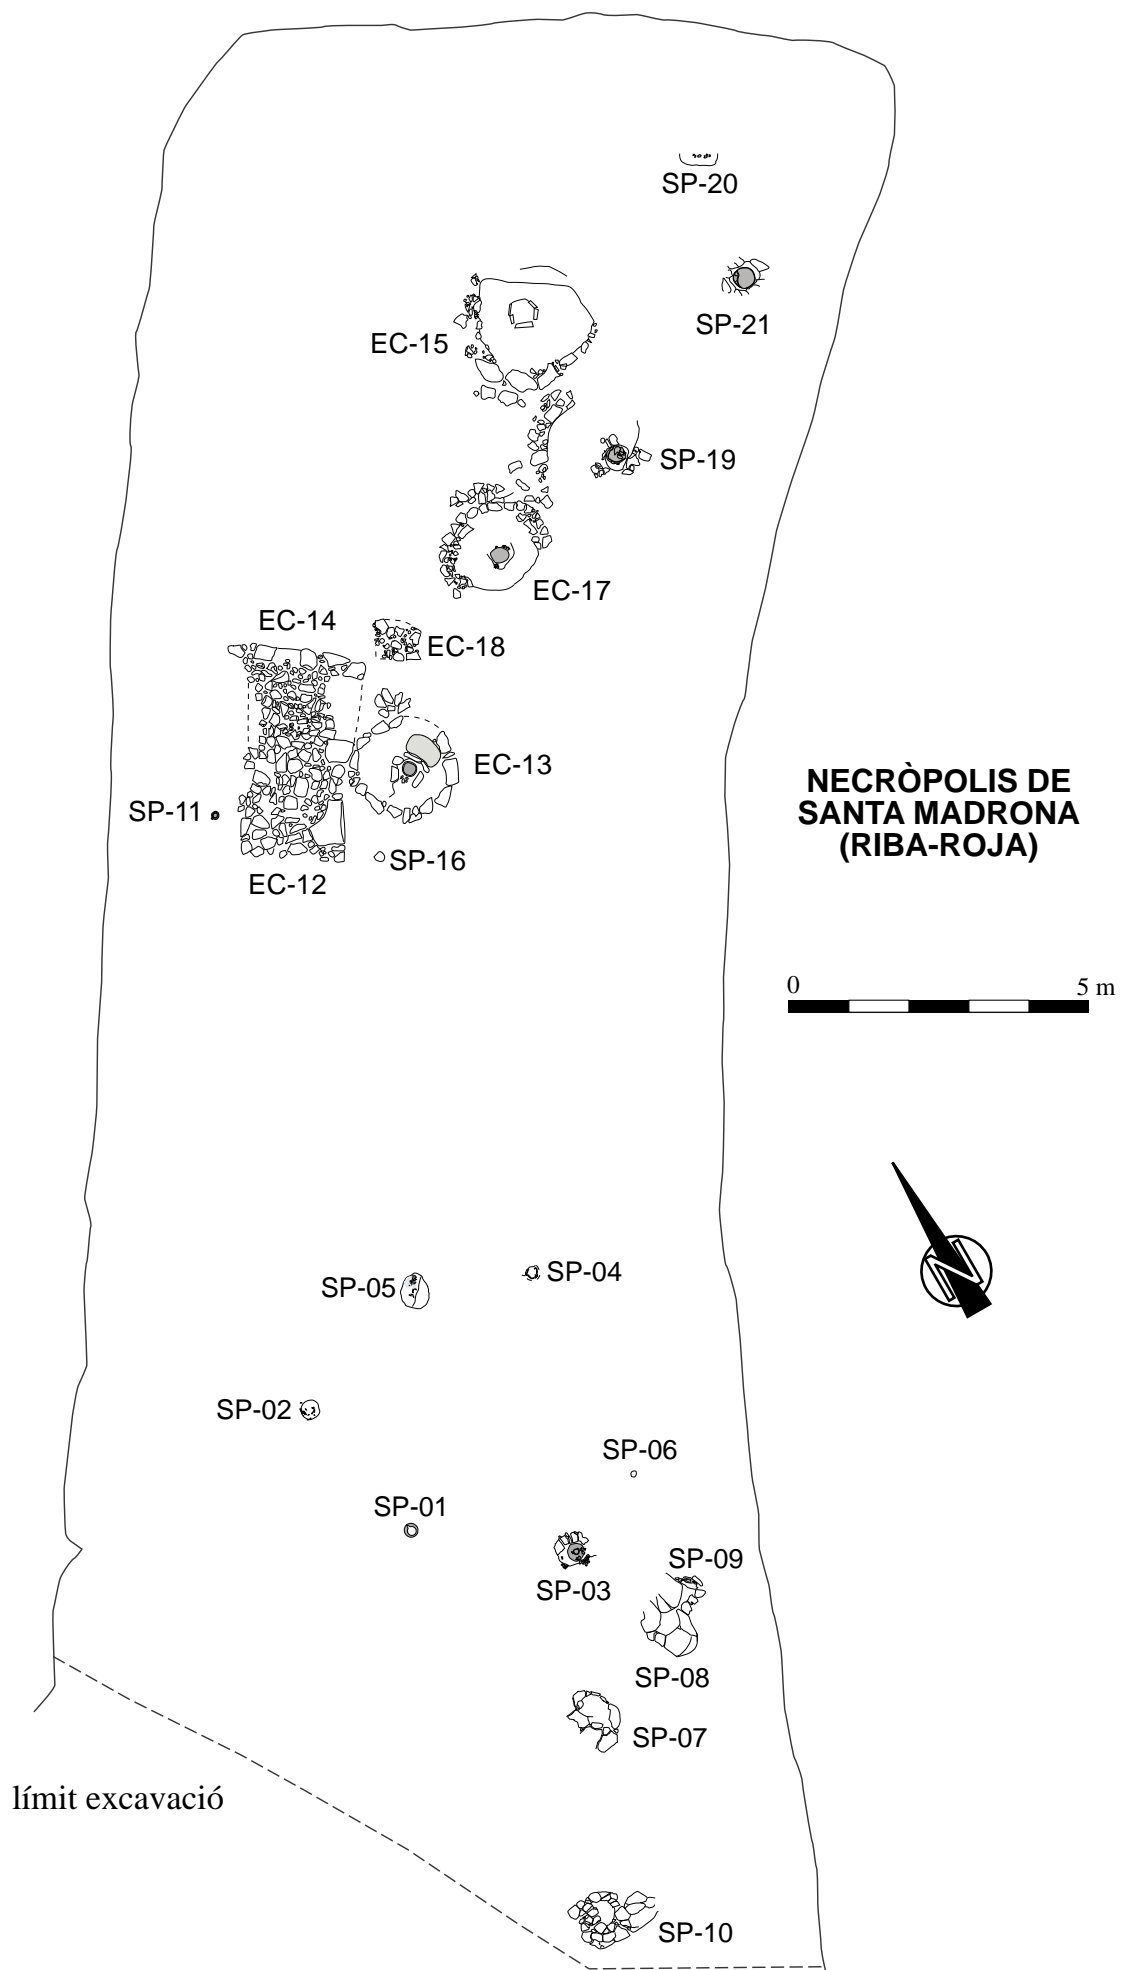 SP-20
SP-21
EC-15
SP-19
EC-17
EC-14
EC-18
EC-13
SP-11
SP-16
EC-12
NECRÒPOLIS DE
SANTA MADRONA
(RIBA-ROJA)
0 5 m
N
SP-04
SP-05
SP-02
SP-06
SP-01
SP-09
SP-03
SP-08
SP-07
límit excavació
SP-10